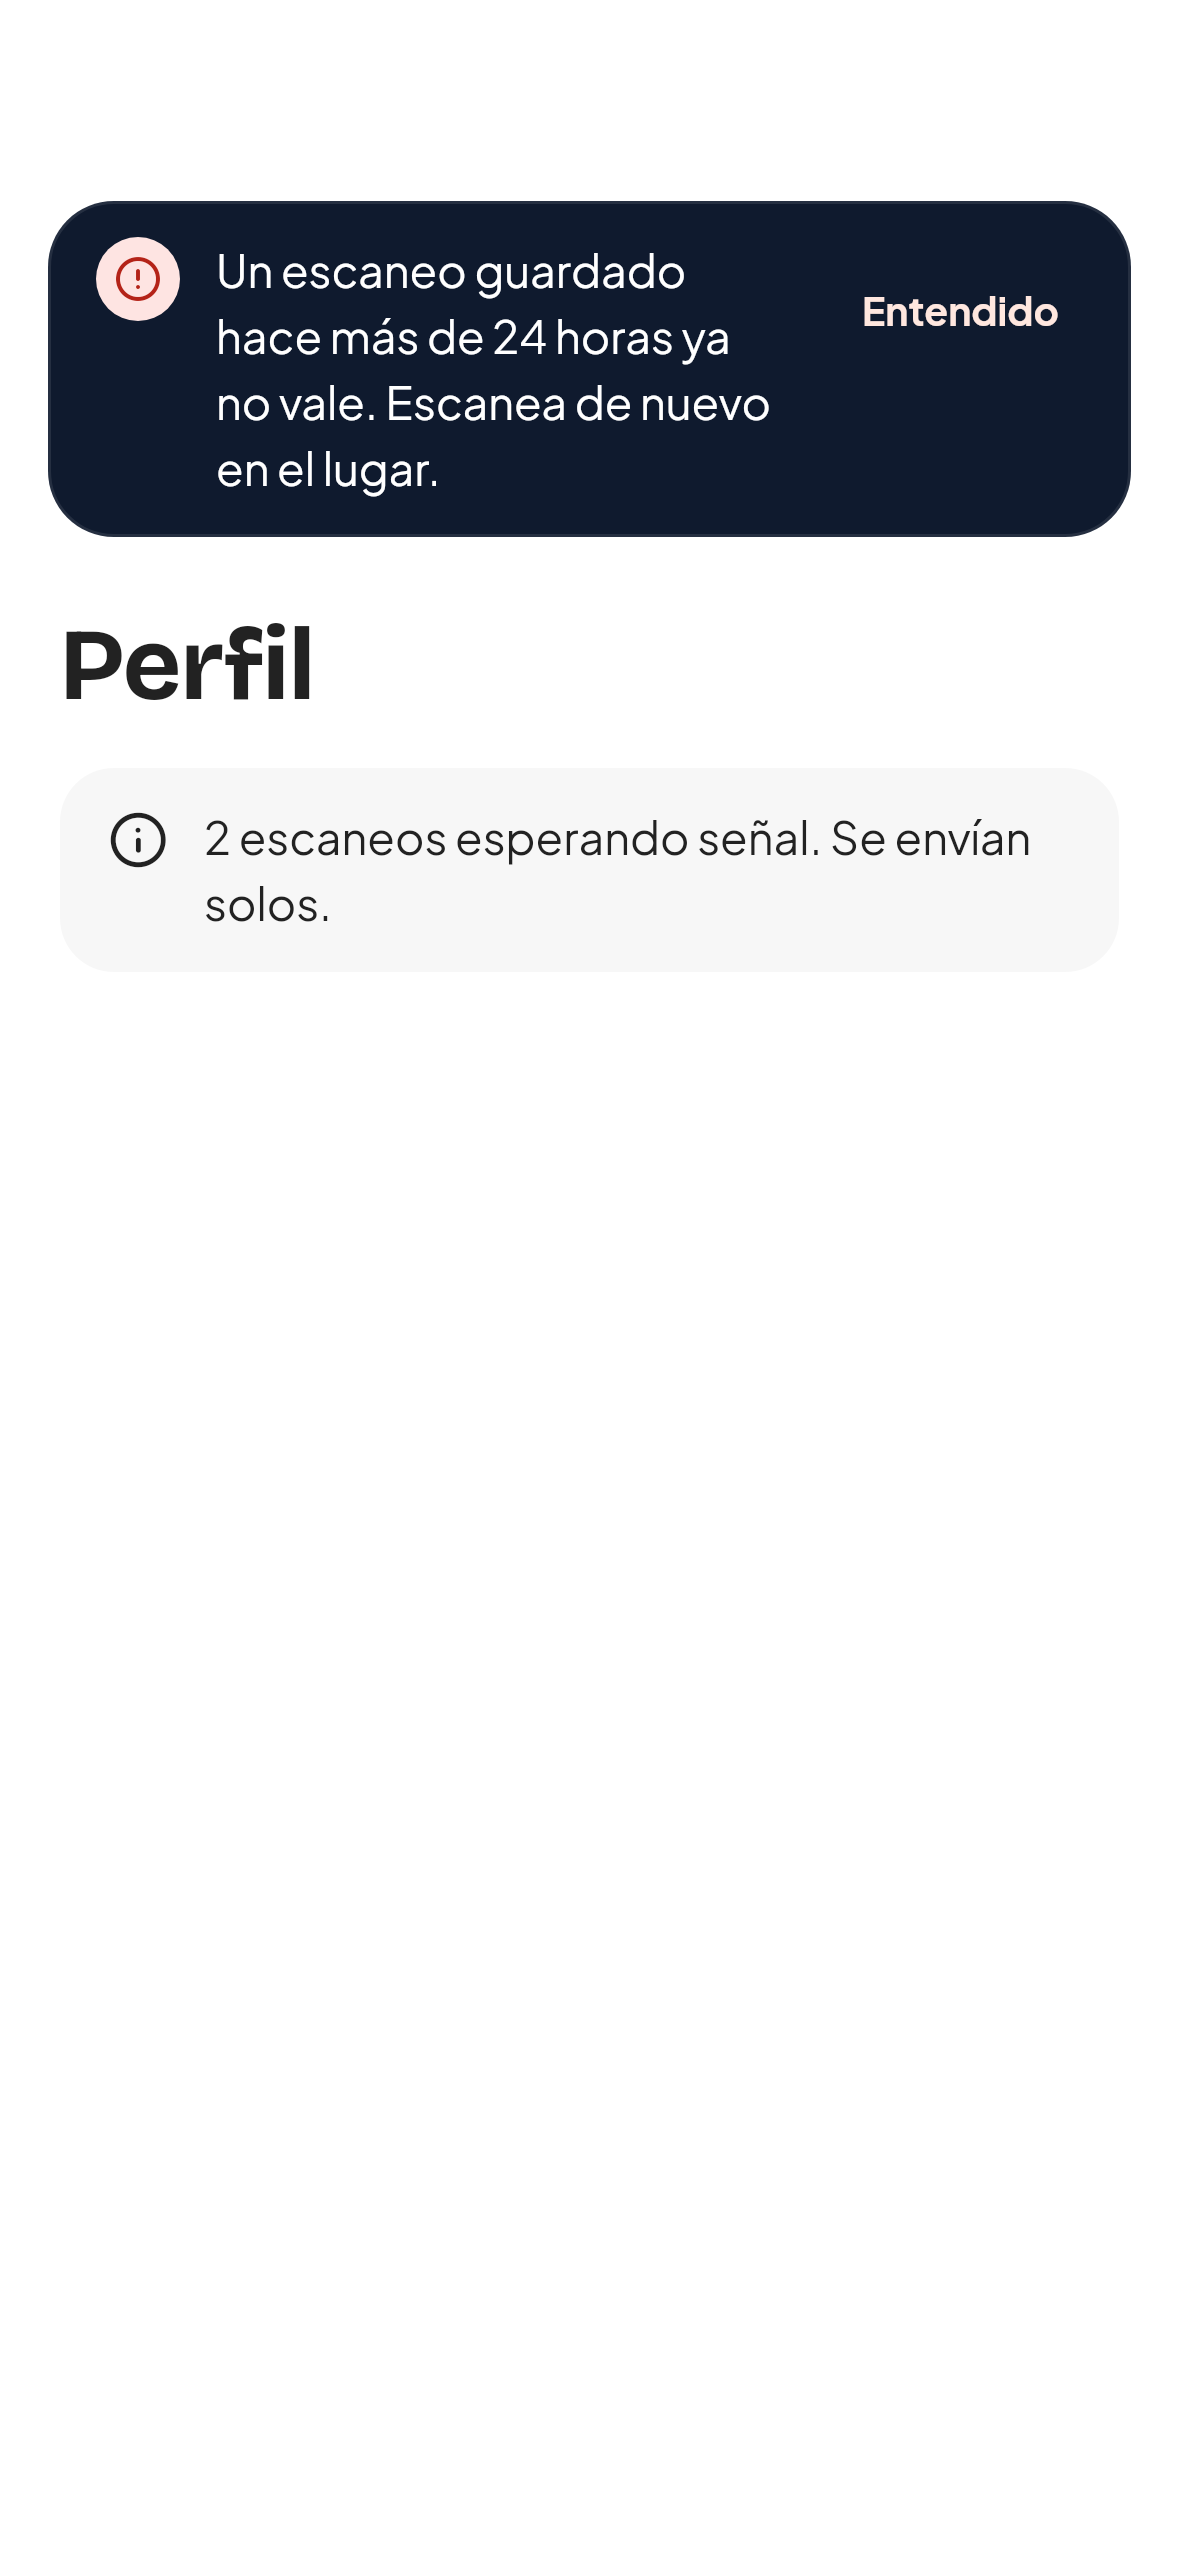 Un escaneo guardado
hace más de 24 horas ya
no vale. Escanea de nuevo
en el lugar.
Entendido
Perfil
2 escaneos esperando señal. Se envían
solos.